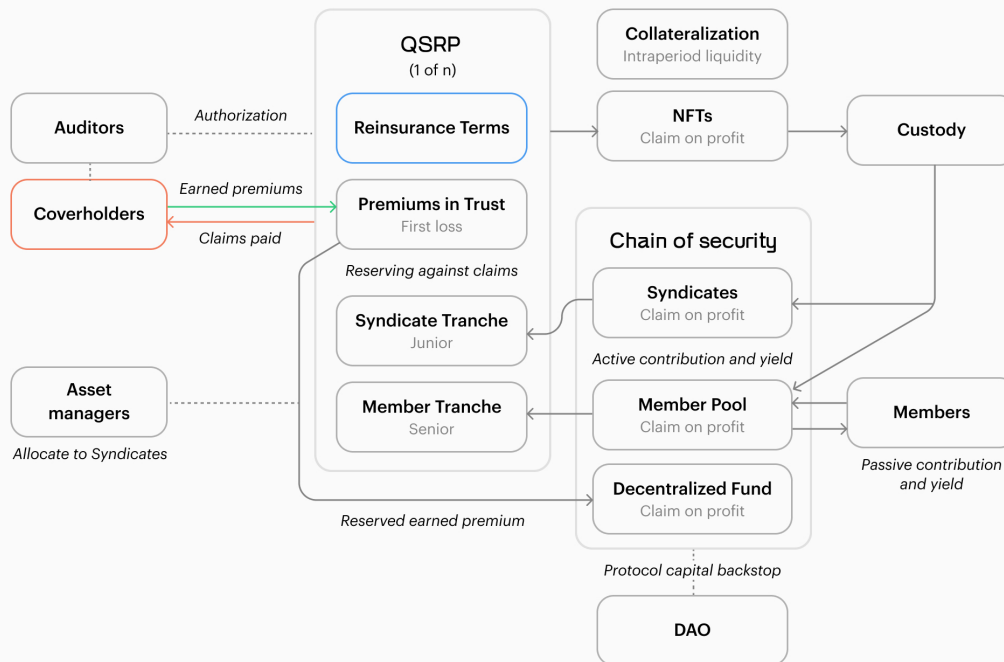 QSRP
(1 of n)
Collateralization
Intraperiod liquidity
Auditors
Authorization
Reinsurance Terms
NFTs
Claim on profit
Custody
Coverholders
Earned premiums
Claims paid
Premiums in Trust
First loss
Reserving against claims
Chain of security
Syndicates
Claim on profit
Syndicate Tranche
Junior
Active contribution and yield
Asset
managers
Allocate to Syndicates
Member Tranche
Senior
Member Pool
Claim on profit
Members
Passive contribution
and yield
Decentralized Fund
Claim on profit
Reserved earned premium
Protocol capital backstop
DAO